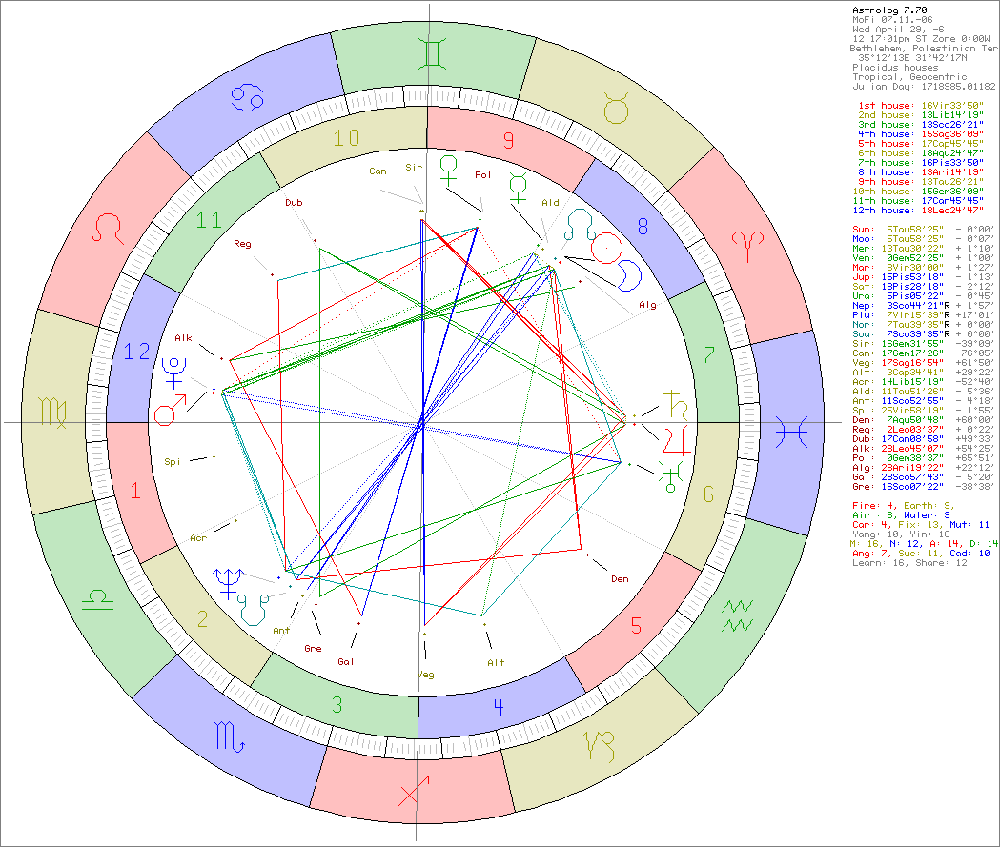 Astrolog 7.70
MoFi 07.11.-06
Wed April 29, -6
12:17:01pm ST Zone 0:00W
Bethlehem, Palestinian Ter
35°12'13E 31°42'17N
Placidus houses
Tropical, Geocentric
Julian Day: 1718985.01182
1st house: 16Vir33'50"
2nd house: 13Lib14'19"
3rd house: 13Sco26'21"
4th house: 15Sag36'09"
5th house: 17Cap45'45"
6th house: 18Aqu24'47"
7th house: 16Pis33'50"
8th house: 13Ari14'19"
9th house: 13Tau26'21"
10th house: 15Gem36'09"
11th house: 17Can45'45"
12th house: 18Leo24'47"
Sun: 5Tau58'25" - 0°00'
Moo: 5Tau58'25" - 0°07'
Mer: 13Tau30'22" + 1°10'
Ven: 0Gem52'25" + 1°00'
Mar: 8Vir30'00" + 1°27'
Jup: 15Pis53'18" - 1°13'
Sat: 18Pis28'18" - 2°12'
Ura: 5Pis05'22" - 0°45'
Nep: 3Sco44'21"R + 1°57'
Plu: 7Vir15'39"R +17°01'
Nor: 7Tau39'35"R + 0°00'
Sou: 7Sco39'35"R + 0°00'
Sir: 16Gem31'55" -39°09'
Can: 17Gem17'26" -76°05'
Veg: 17Sag16'54" +61°50'
Alt: 3Cap34'41" +29°22'
Acr: 14Lib15'19" -52°40'
Ald: 11Tau51'26" - 5°36'
Ant: 11Sco52'55" - 4°18'
Spi: 25Vir58'19" - 1°55'
Den: 7Aqu50'48" +60°00'
Reg: 2Leo03'37" + 0°22'
Dub: 17Can08'58" +49°33'
Alk: 28Leo45'07" +54°25'
Pol: 0Gem38'37" +65°51'
Alg: 28Ari19'22" +22°12'
Gal: 28Sco57'43" - 5°20'
Gre: 16Sco07'22" -38°38'
Fire: 4, Earth: 9,
Air : 6, Water: 9
Car: 4, Fix: 13, Mut: 11
Yang: 10, Yin: 18
M: 16, N: 12, A: 14, D: 14
Ang: 7, Suc: 11, Cad: 10
Learn: 16, Share: 12
10
9
Can
Sir
Pol
Dub
Ald
11
8
Reg
Alg
Alk
12
7
Spi
1
6
Acr
Den
2
5
Ant
Gre
Gal
Alt
Veg
3
4